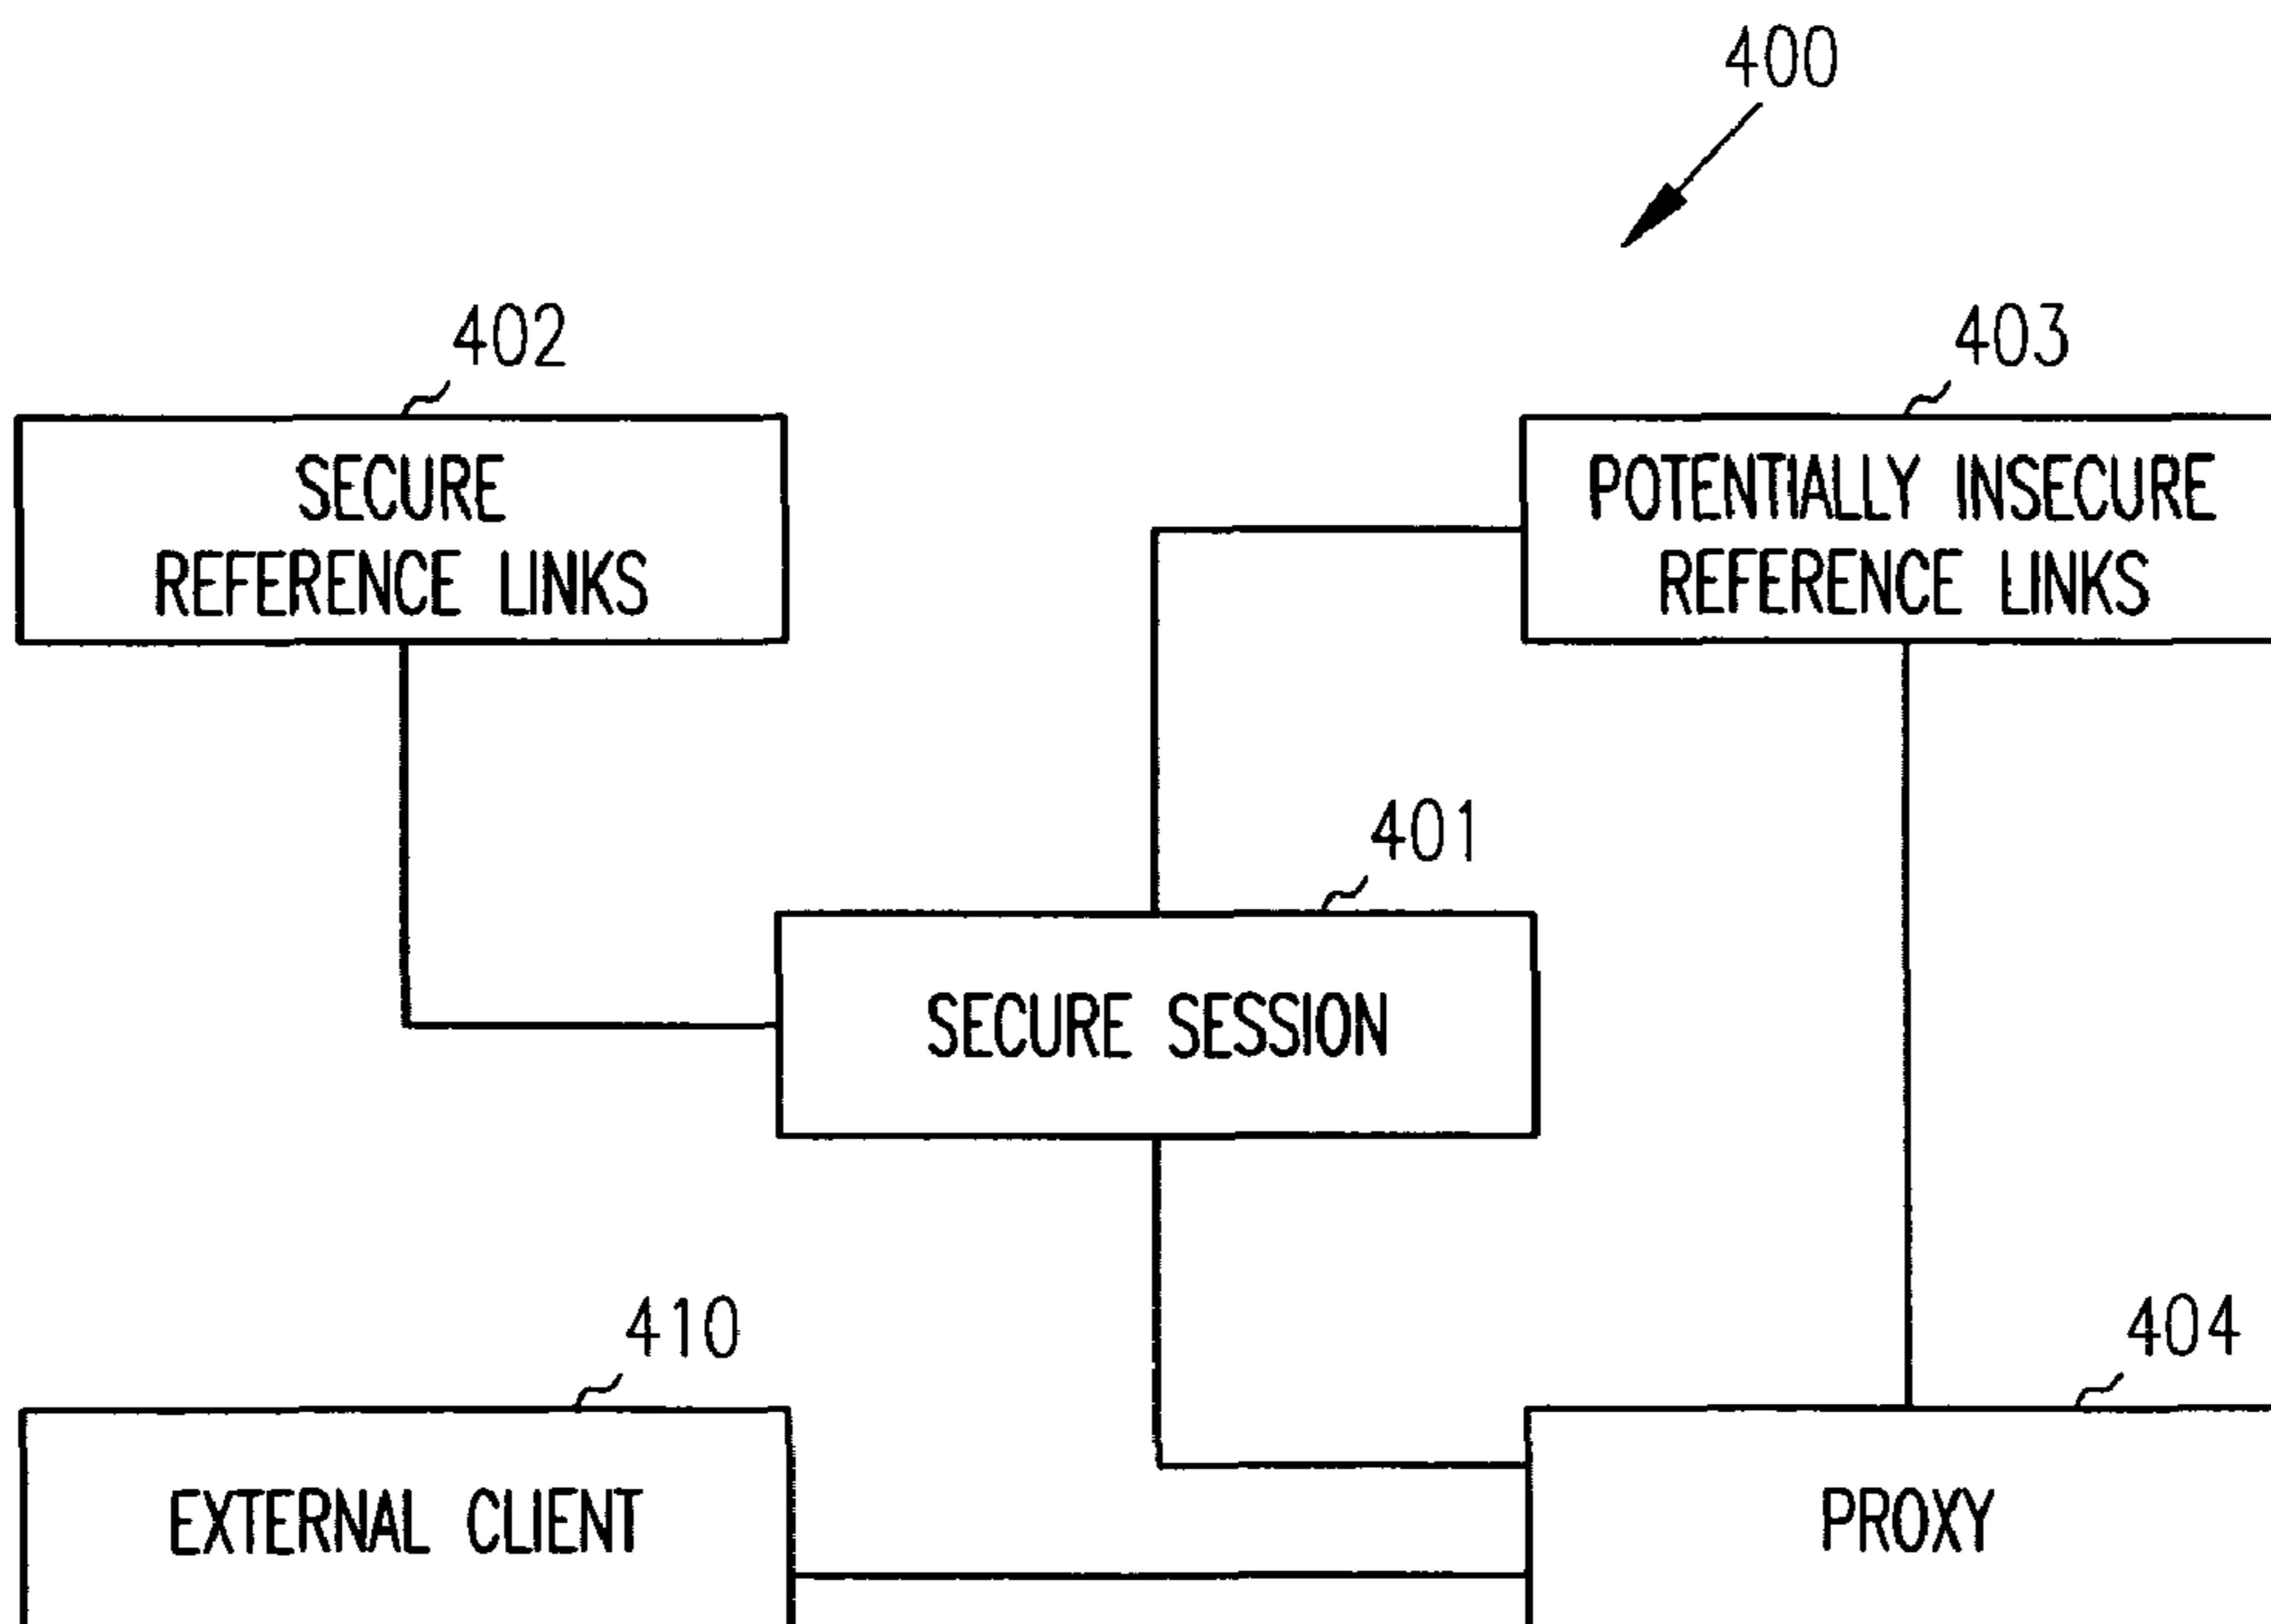 400
402
403
SECURE
REFERENCE LINKS
POTENTIALLY INSECURE
REFERENCE LINKS
401
SECURE SESSION
410
404
EXTERNAL CLIENT
PROXY